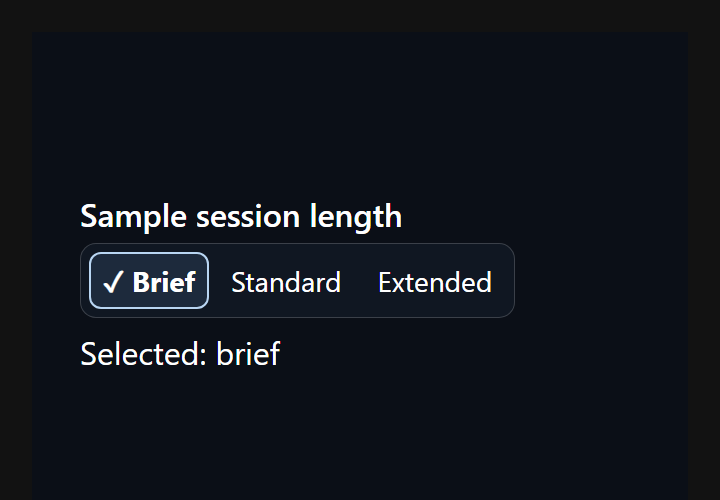 Sample session length
✓ Brief Standard Extended
Selected: brief